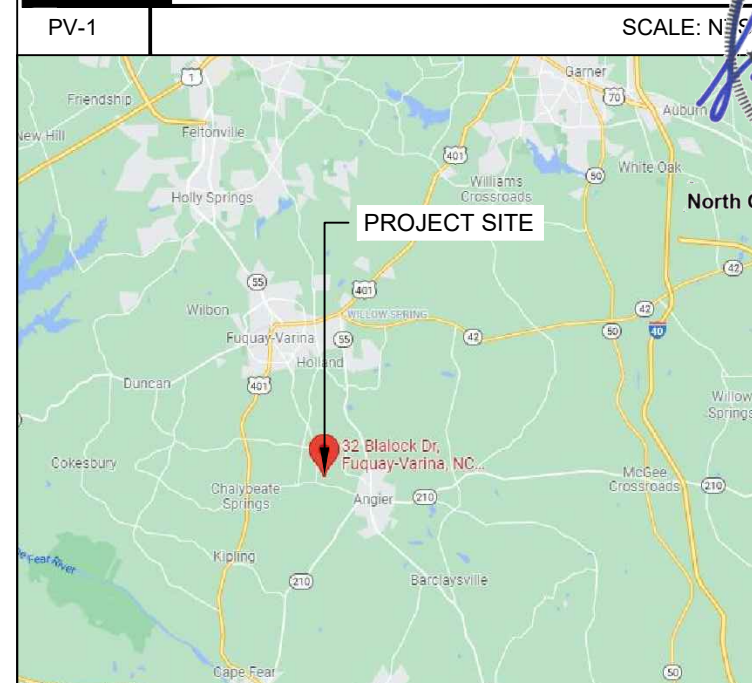 PV-1
SCALE: NTS
1
Garner
Friendship
70
Auburn
New Hill
Feltonville
401
White Oak
50
Williams
Crossroads
Holly Springs
North C
PROJECT SITE
42
55
401
Wilbon
WILLOW SPRING
42
Fuquay-Varina
55
42
50
40
Holland
Duncan
401
Willow
Springs
32 Blalock Dr,
Fuquay-Varina, NC...
Cokesbury
McGee
Crossroads
210
Chalybeate
Springs
Angier
210
Kipling
e Fear River
210
Barclaysville
Cape Fear
50